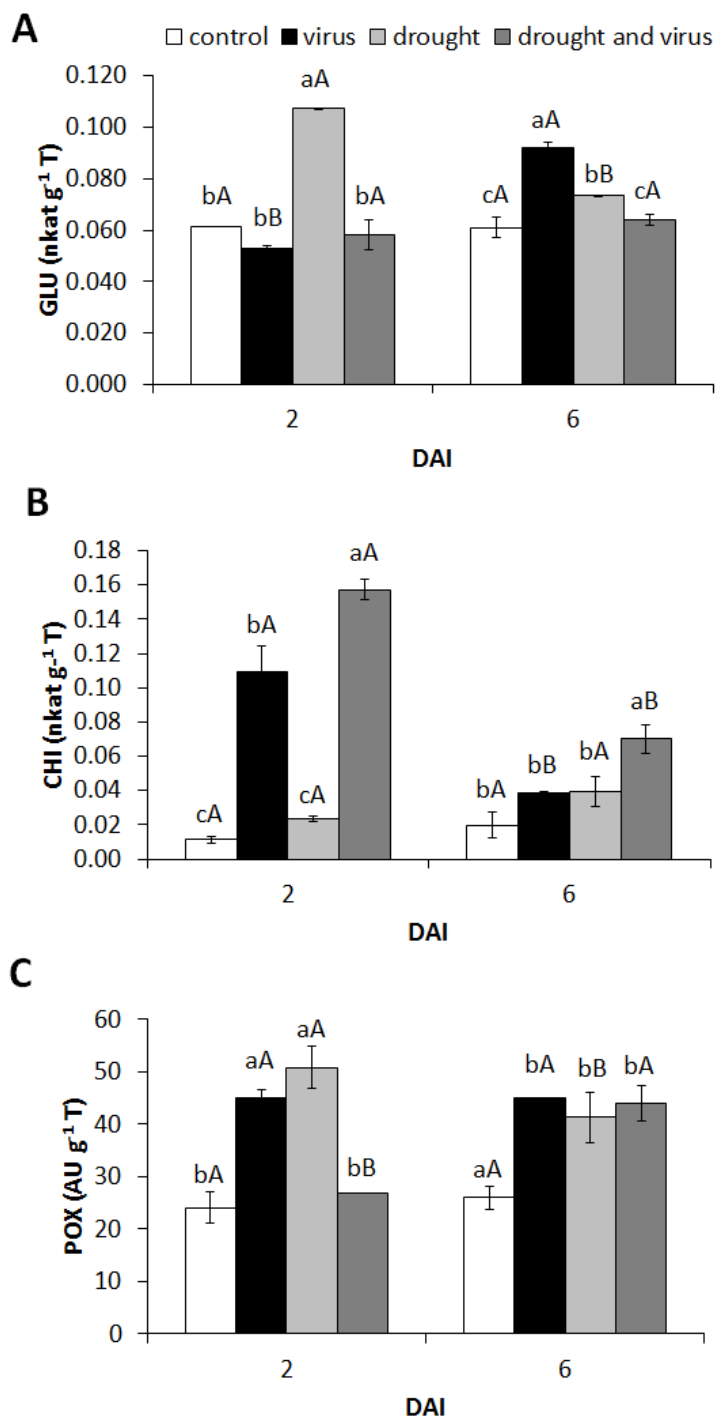 A
control virus drought drought and virus
0.120
0.100
0.080
0.060
0.040
0.020
0.000
GLU (nkat g-1 T)
bA bB aA bA cA aA bB cA
2 6
DAI
B
0.18
0.16
0.14
0.12
0.10
0.08
0.06
0.04
0.02
0.00
CHI (nkat g-1 T)
cA bA cA aA bA bB bA aB
2 6
DAI
C
60
50
40
30
20
10
0
POX (AU g-1 T)
bA aA aA bB aA bA bB bA
2 6
DAI